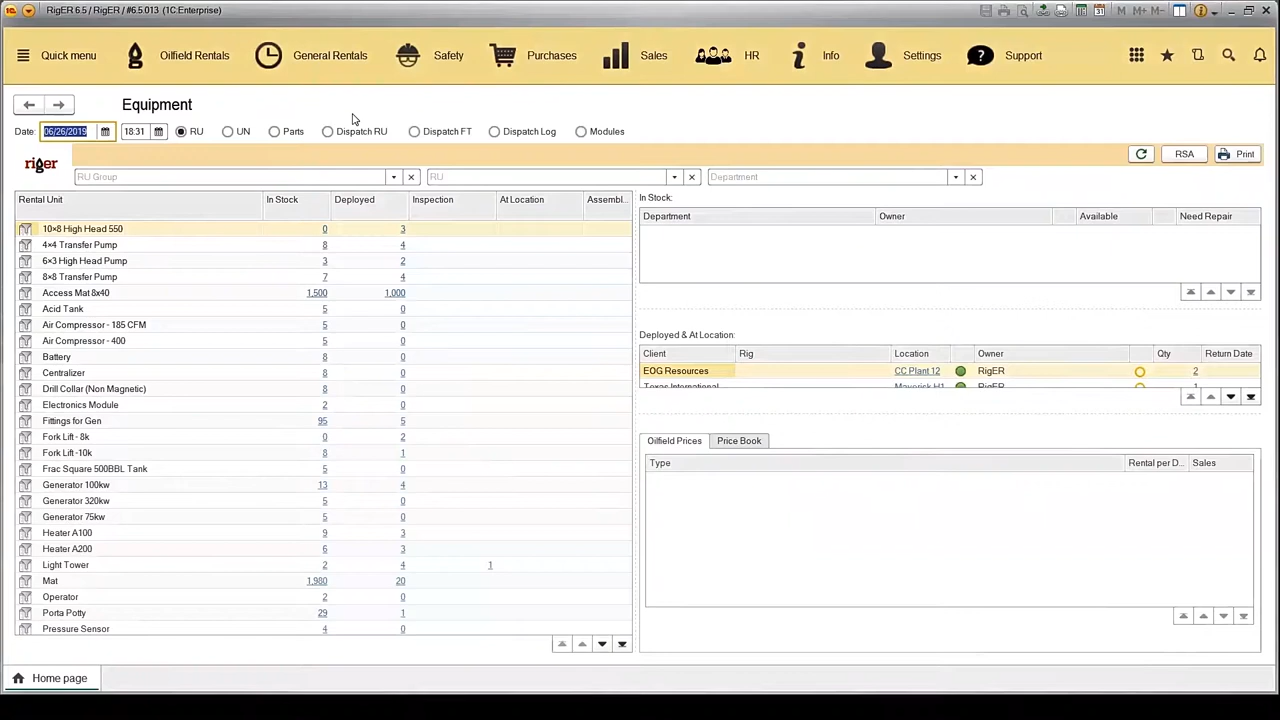 RigER 6.5 / RigER / #6.5.013 (1C:Enterprise)
M M+ M-
Quick menu Oilfield Rentals General Rentals Safety Purchases Sales HR Info Settings Support
Equipment
Date: 06/26/2019 18:31 RU UN Parts Dispatch RU Dispatch FT Dispatch Log Modules
riger RSA Print
RU Group RU Department
Rental Unit In Stock Deployed Inspection At Location Assembl...
10×8 High Head 550 0 3
4×4 Transfer Pump 8 4
6×3 High Head Pump 3 2
8×8 Transfer Pump 7 4
Access Mat 8x40 1,500 1,000
Acid Tank 5 0
Air Compressor - 185 CFM 5 0
Air Compressor - 400 5 0
Battery 8 0
Centralizer 8 0
Drill Collar (Non Magnetic) 8 0
Electronics Module 2 0
Fittings for Gen 95 5
Fork Lift - 8k 0 2
Fork Lift -10k 8 1
Frac Square 500BBL Tank 5 0
Generator 100kw 13 4
Generator 320kw 5 0
Generator 75kw 5 0
Heater A100 9 3
Heater A200 6 3
Light Tower 2 4 1
Mat 1,980 20
Operator 2 0
Porta Potty 29 1
Pressure Sensor 4 0
In Stock:
Department Owner Available Need Repair
Deployed & At Location:
Client Rig Location Owner Qty Return Date
EOG Resources CC Plant 12 RigER 2
Texas International Maverick H1 RigER 1
Oilfield Prices Price Book
Type Rental per D... Sales
Home page